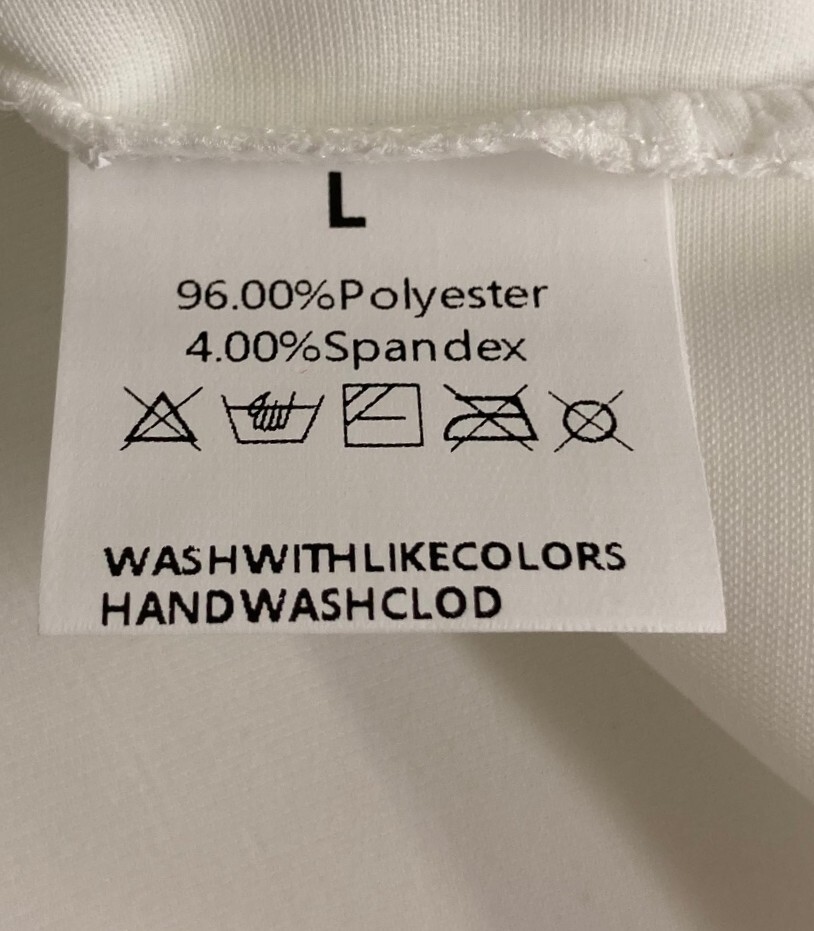 L
96.00%Polyester
4.00%Spandex
WASHWITHLIKECOLORS
HANDWASHCLOD